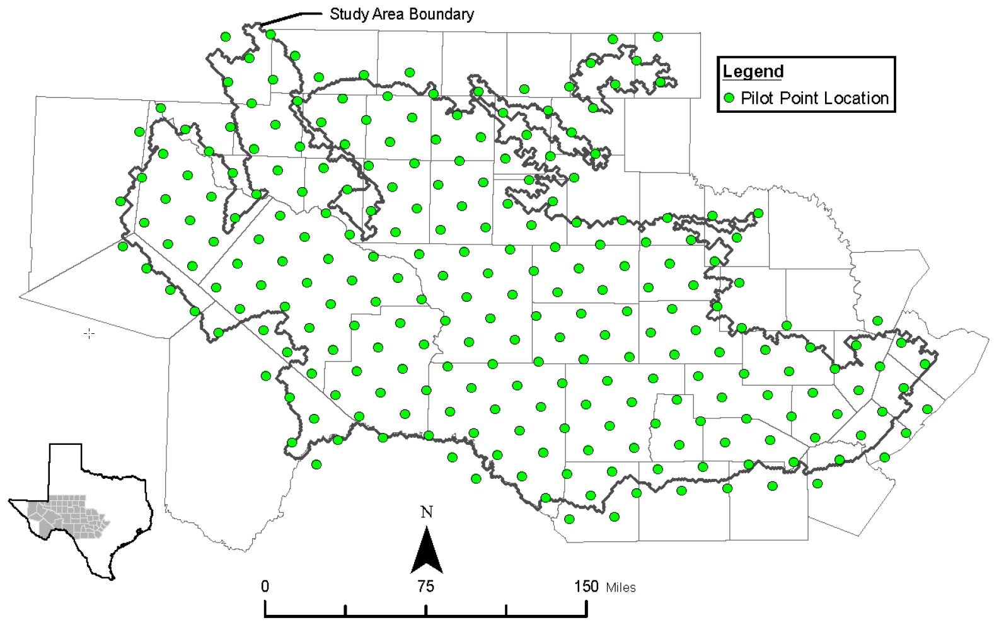 Study Area Boundary
Legend
Pilot Point Location
N
0 75 150 Miles